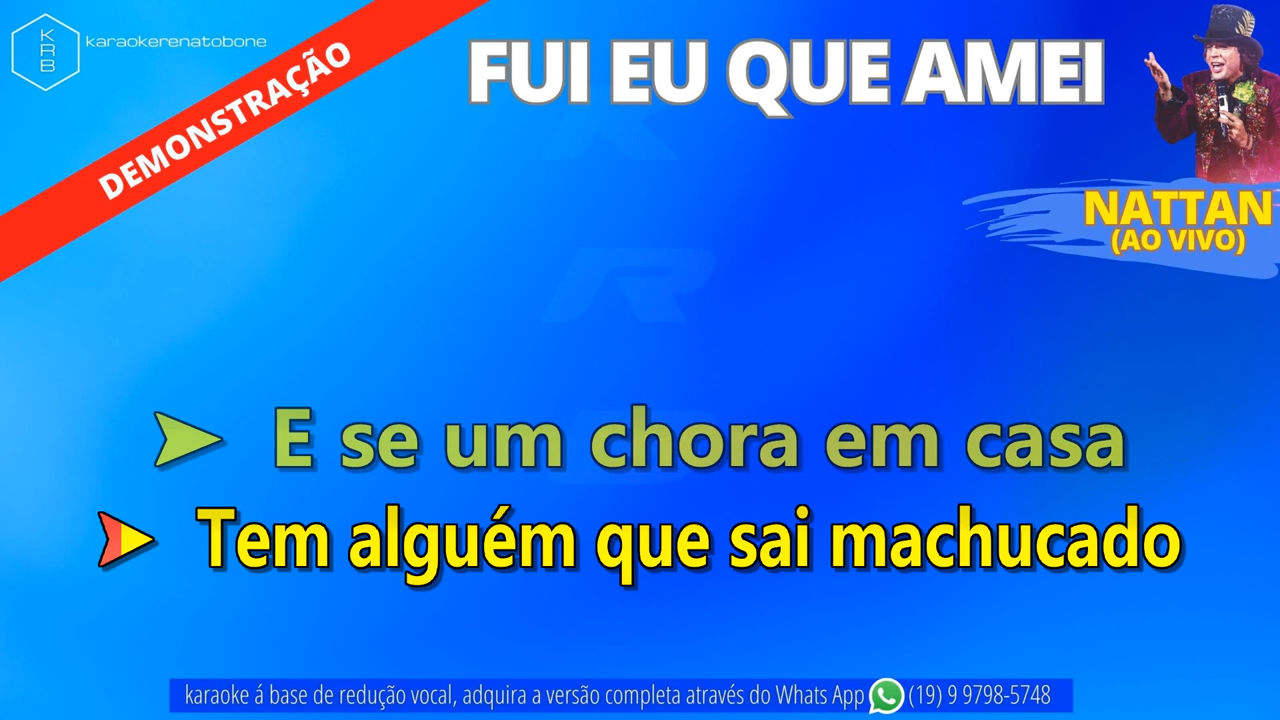 KRB
karaokerenatobone
DEMONSTRAÇÃO
FUI EU QUE AMEI
NATTAN
(AO VIVO)
E se um chora em casa
Tem alguém que sai machucado
karaoke á base de redução vocal, adquira a versão completa através do Whats App (19) 9 9798-5748